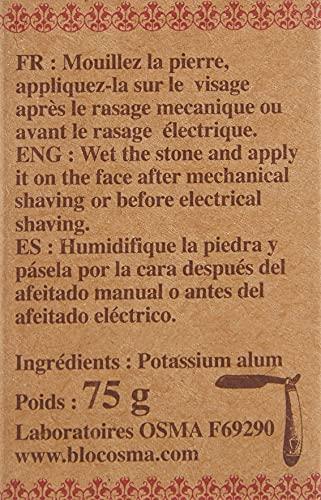 FR : Mouillez la pierre,
appliquez-la sur le visage
après le rasage mecanique ou
avant le rasage électrique.
ENG : Wet the stone and apply
it on the face after mechanical
shaving or before electrical
shaving.
ES : Humidifique la piedra y
pásela por la cara después del
afeitado manual o antes del
afeitado eléctrico.
Ingrédients : Potassium alum
Poids : 75 g
Laboratoires OSMA F69290
www.blocosma.com